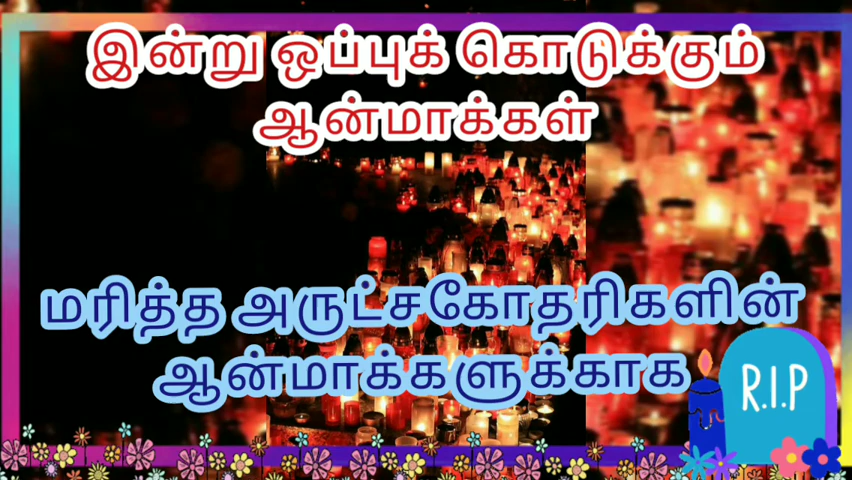 இன்று ஒப்புக் கொடுக்கும்
ஆன்மாக்கள்
மரித்த அருட்சகோதரிகளின்
ஆன்மாக்களுக்காக
R.I.P